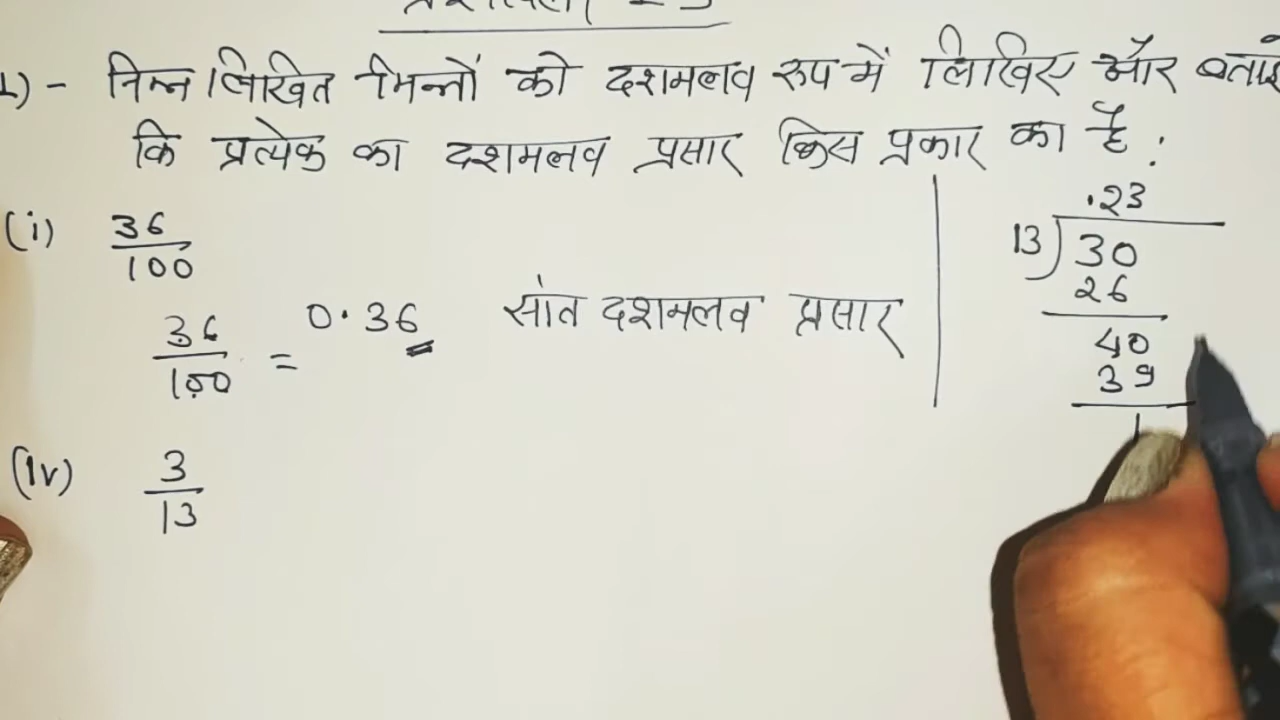 1) - निम्नलिखित भिन्नों को दशमलव रूप में लिखिए और
कि प्रत्येक का दशमलव प्रसार किस प्रकार का है :
(i) 36/100
36/100 = 0.36 सांत दशमलव प्रसार
(iv) 3/13
.23
13 ) 30
26
40
39
1